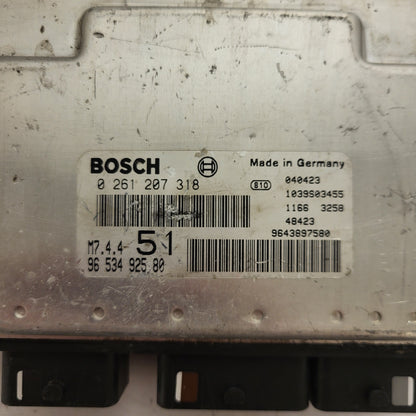 BOSCH
Made in Germany
0 261 207 318
810
040423
1039S03455
1166 3258
48423
9643897580
M7.4.4- 51
96 534 925 80